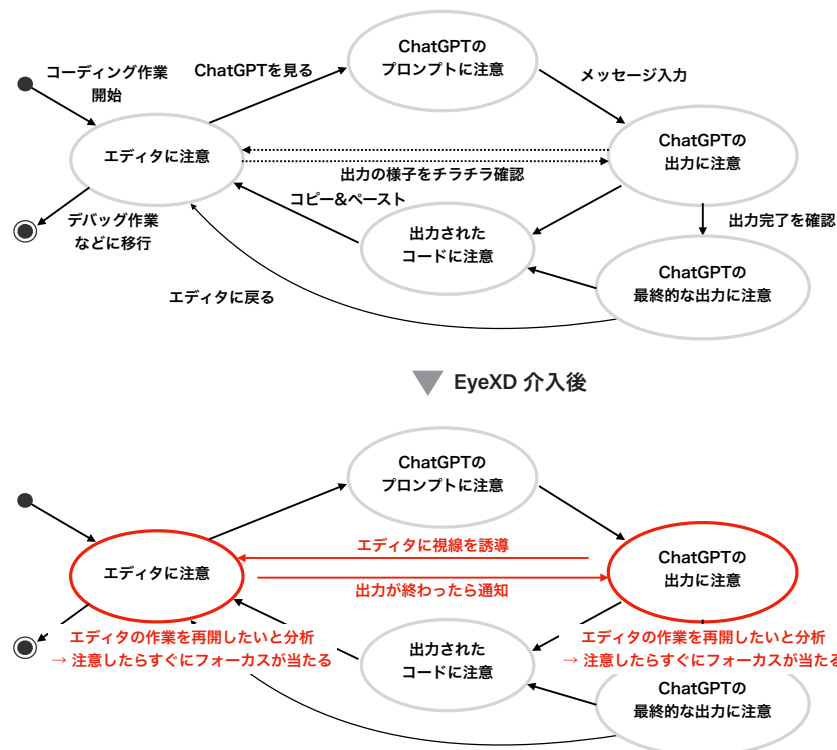 ChatGPTの
プロンプトに注意
コーディング作業
開始
ChatGPTを見る
メッセージ入力
エディタに注意
ChatGPTの
出力に注意
出力の様子をチラチラ確認
コピー&ペースト
デバッグ作業
などに移行
出力された
コードに注意
出力完了を確認
ChatGPTの
最終的な出力に注意
エディタに戻る
EyeXD 介入後
ChatGPTの
プロンプトに注意
エディタに視線を誘導
エディタに注意
ChatGPTの
出力に注意
出力が終わったら通知
エディタの作業を再開したいと分析
→ 注意したらすぐにフォーカスが当たる
出力された
コードに注意
エディタの作業を再開したいと分析
→ 注意したらすぐにフォーカスが当たる
ChatGPTの
最終的な出力に注意